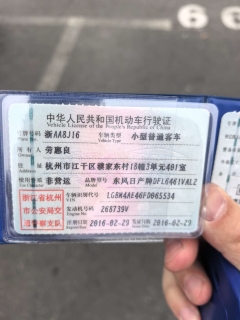 中华人民共和国机动车行驶证
Vehicle License of the People's Republic of China
号牌号码 浙AA8J16 车辆类型 小型普通客车
Vehicle Type
所有人 劳惠良
住址 杭州市江干区濮家东村18幢3单元401室
使用性质 非营运 品牌型号 东风日产牌DFL6461VAL2
浙江省杭州 车辆识别代号 LGBM4AE46FD065534
市公安局交 VIN
发动机号码 268739V
通警察支队 Engine No.
注册日期 2016-02-29 发证日期 2016-02-29